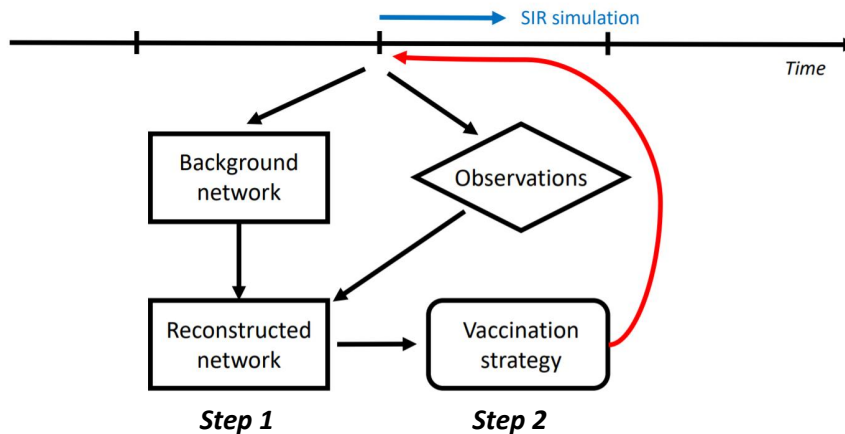 SIR simulation
Time
Background
network
Observations
Reconstructed
network
Vaccination
strategy
Step 1
Step 2